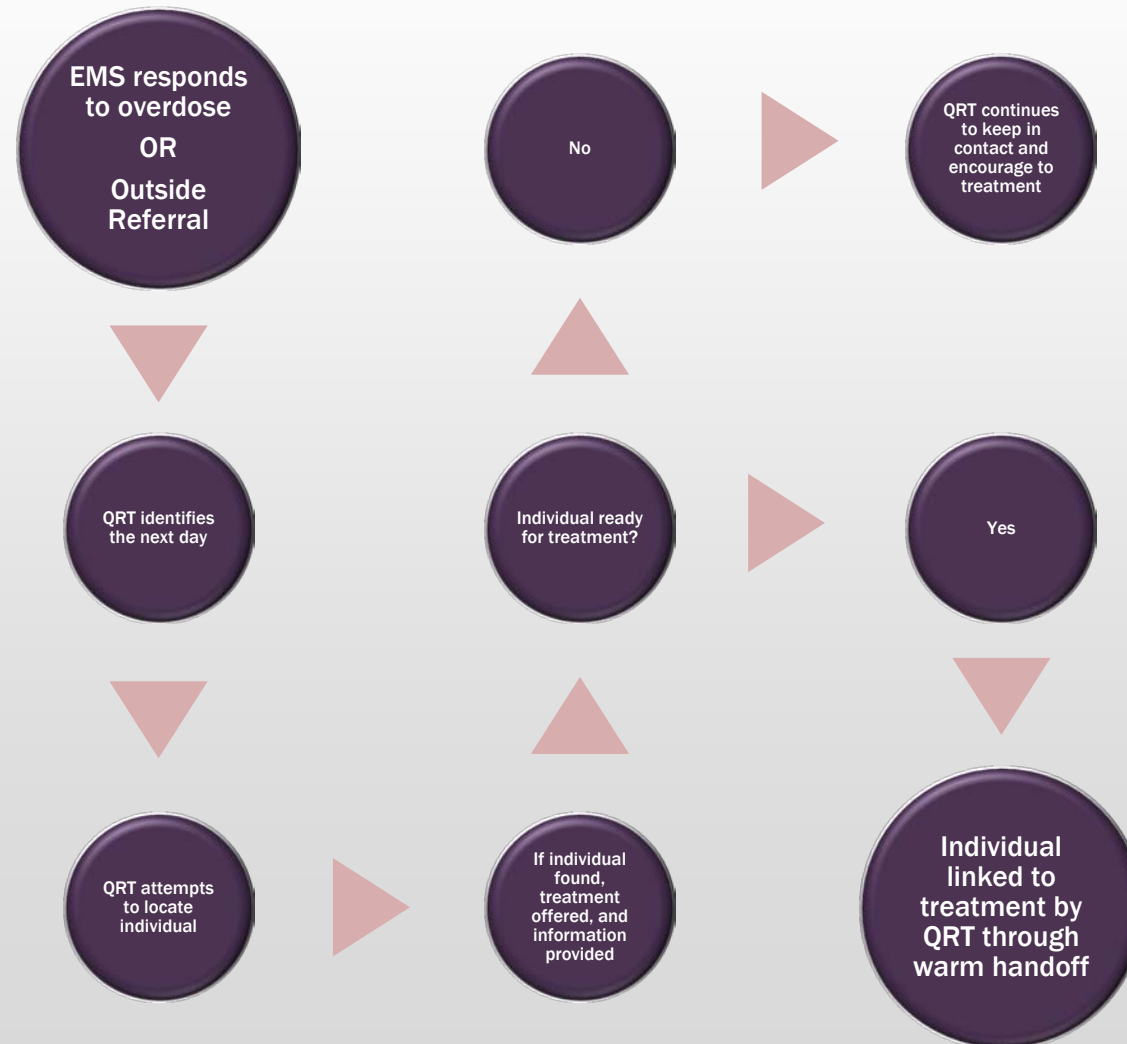 EMS responds
to overdose
OR
Outside
Referral
QRT identifies
the next day
QRT attempts
to locate
individual
If individual
found,
treatment
offered, and
information
provided
Individual ready
for treatment?
No
QRT continues
to keep in
contact and
encourage to
treatment
Yes
Individual
linked to
treatment by
QRT through
warm handoff